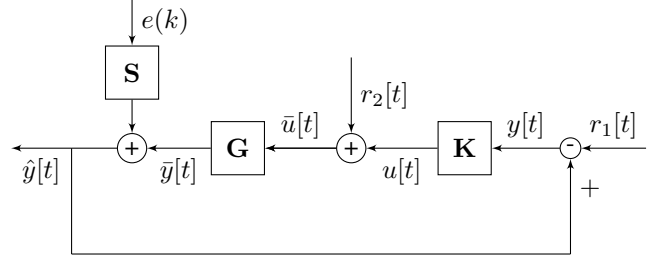 e(k)
S
r₂[t]
ū[t]
y[t]
r₁[t]
+
G
+
K
-
ŷ[t]
ȳ[t]
u[t]
+